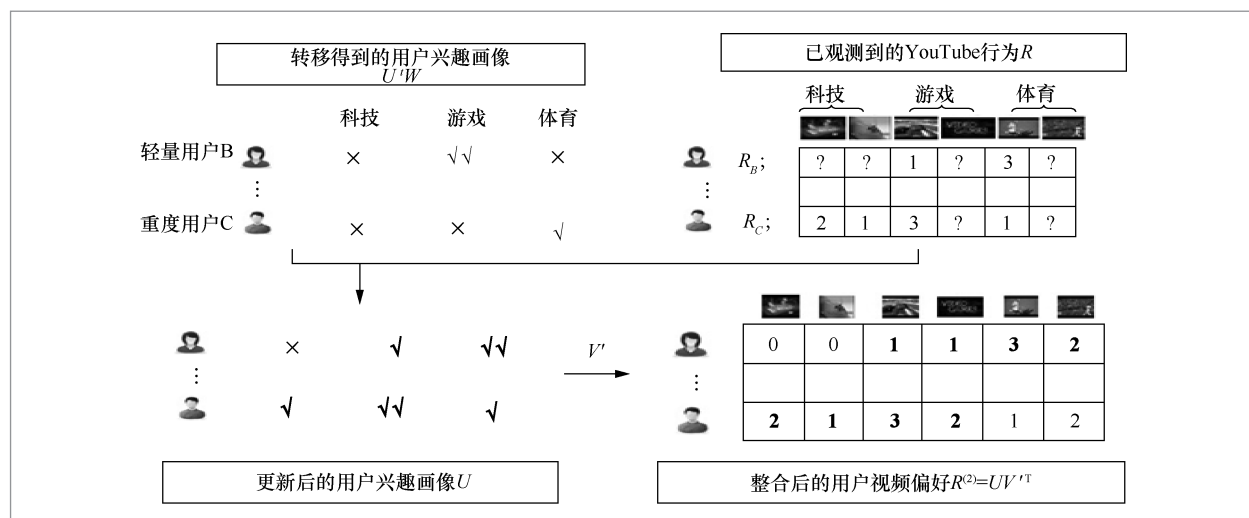 转移得到的用户兴趣画像
U'W
已观测到的YouTube行为R
科技 游戏 体育
科技 游戏 体育
轻量用户B × √√ ×
R_B; ? ? 1 ? 3 ?
⋮ ⋮
重度用户C × × √
R_C; 2 1 3 ? 1 ?
× √ √√
V'
0 0 1 1 3 2
⋮ ⋮
√ √√ √
2 1 3 2 1 2
更新后的用户兴趣画像U
整合后的用户视频偏好R⁽²⁾=UV'ᵀ